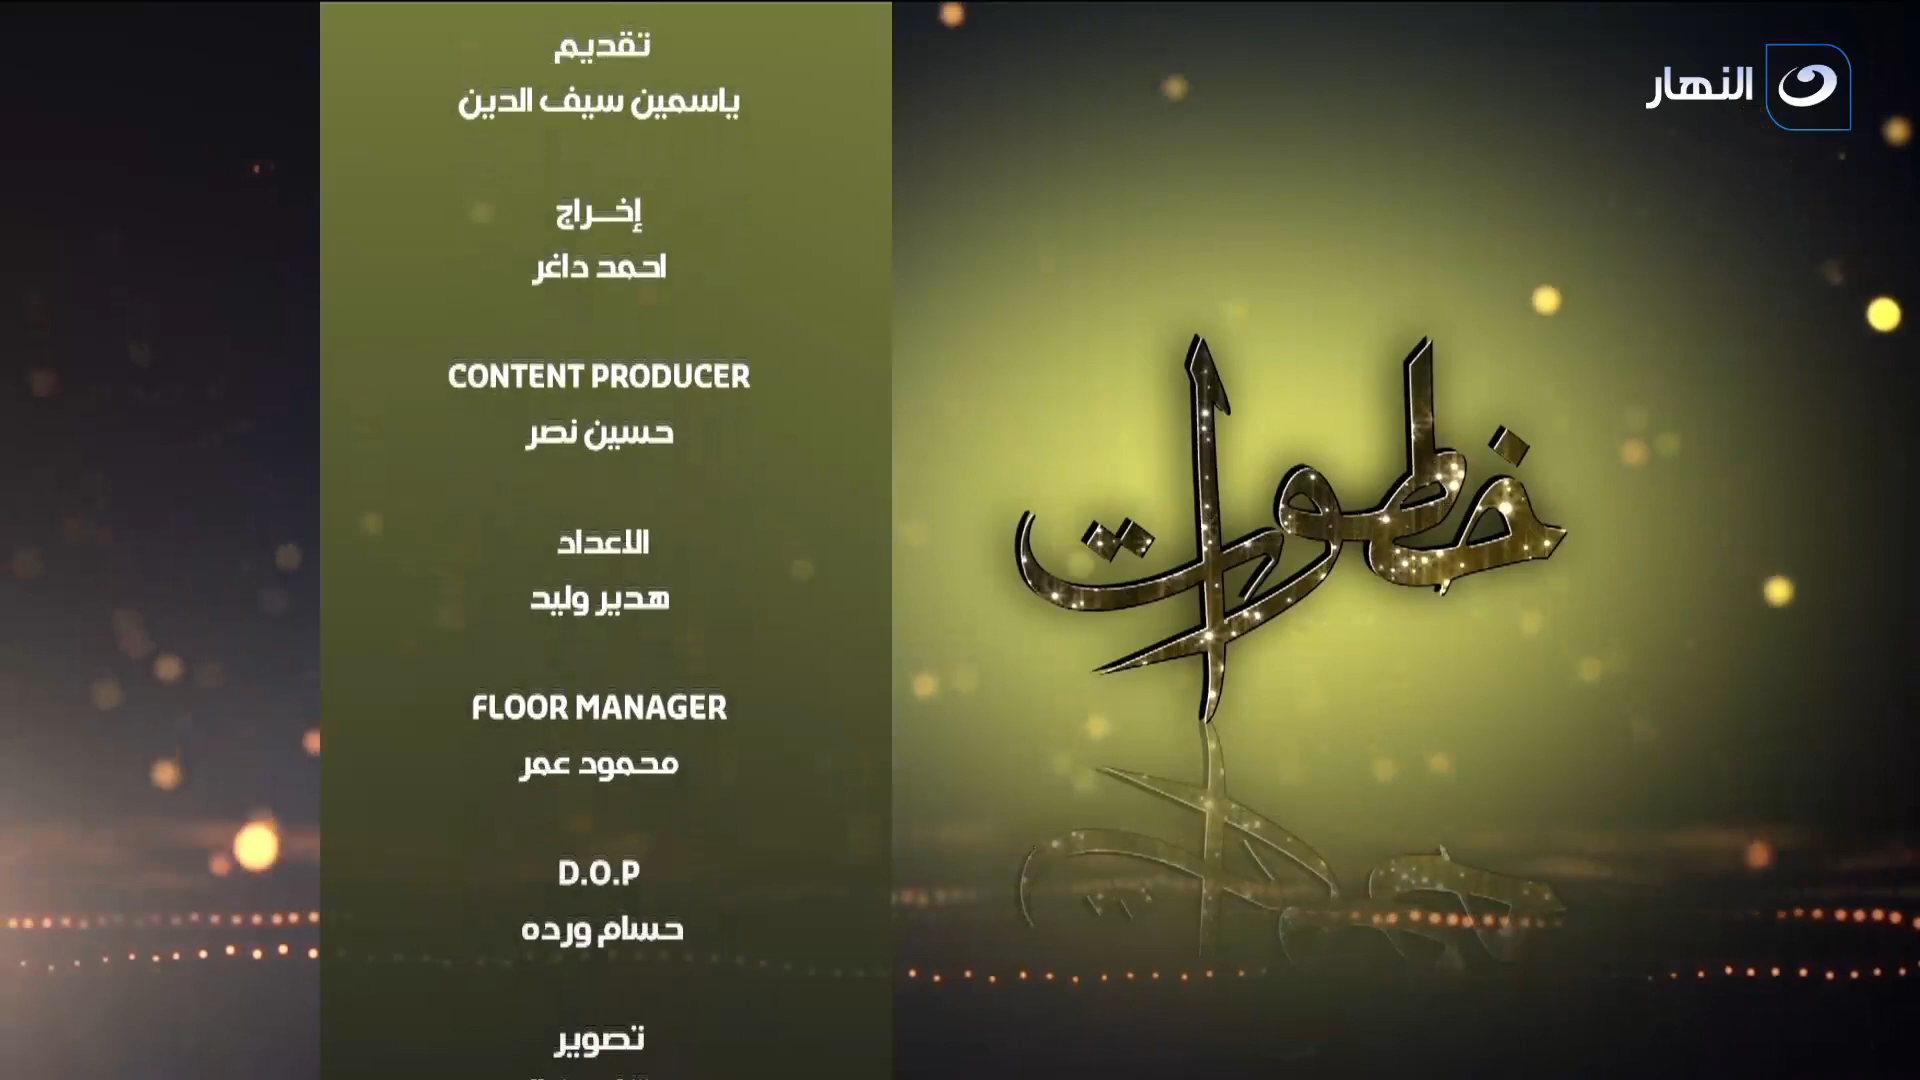 تقديم
ياسمين سيف الدين
إخـــراج
احمد داغر
CONTENT PRODUCER
حسين نصر
الاعداد
هدير وليد
FLOOR MANAGER
محمود عمر
D.O.P
حسام ورده
تصوير
النهار
خطوات